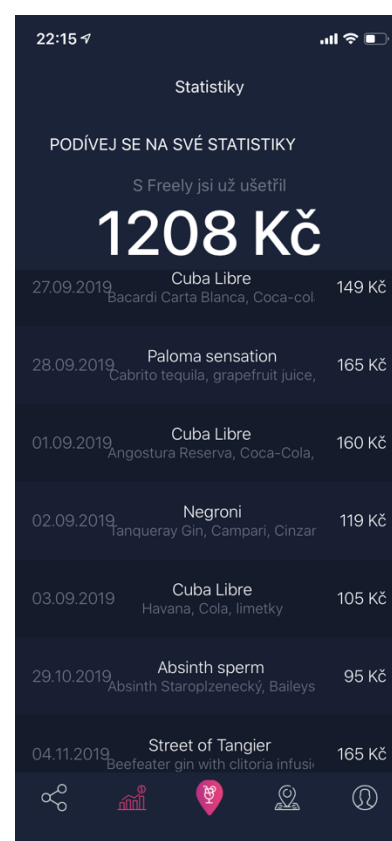 22:15
Statistiky
PODÍVEJ SE NA SVÉ STATISTIKY
S Freely jsi už ušetřil
1208 Kč
27.09.2019 Cuba Libre 149 Kč
Bacardi Carta Blanca, Coca-col
28.09.2019 Paloma sensation 165 Kč
Cabrito tequila, grapefruit juice,
01.09.2019 Cuba Libre 160 Kč
Angostura Reserva, Coca-Cola,
02.09.2019 Negroni 119 Kč
Tanqueray Gin, Campari, Cinzar
03.09.2019 Cuba Libre 105 Kč
Havana, Cola, limetky
29.10.2019 Absinth sperm 95 Kč
Absinth Staroplzenecký, Baileys
04.11.2019 Street of Tangier 165 Kč
Beefeater gin with clitoria infusi